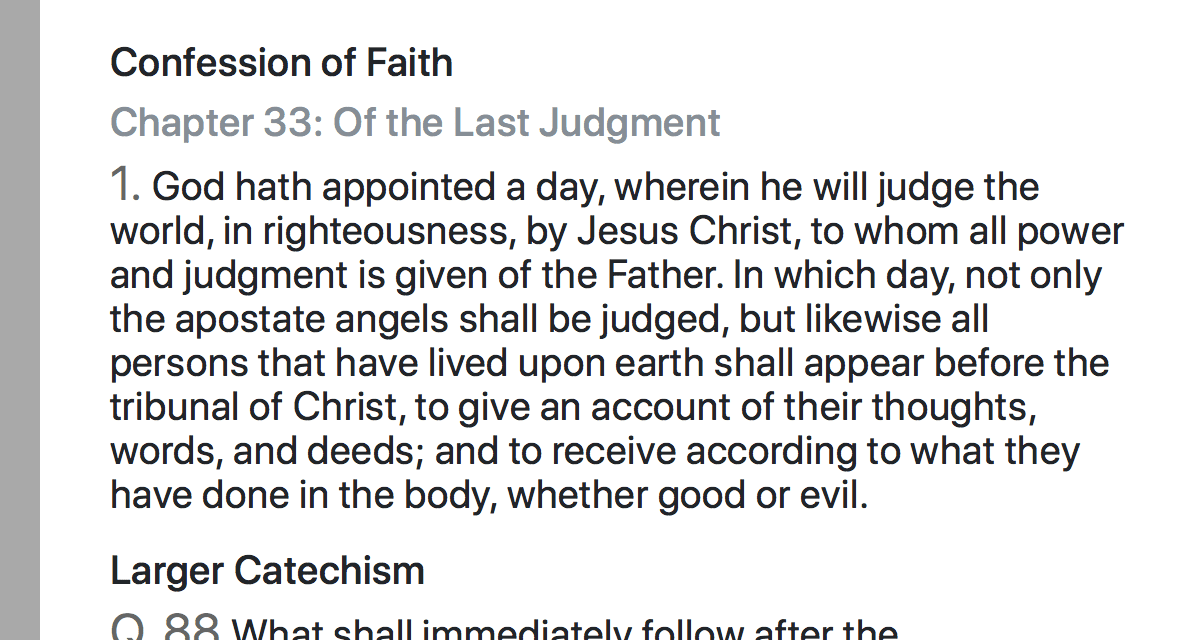 Confession of Faith
Chapter 33: Of the Last Judgment
1. God hath appointed a day, wherein he will judge the
world, in righteousness, by Jesus Christ, to whom all power
and judgment is given of the Father. In which day, not only
the apostate angels shall be judged, but likewise all
persons that have lived upon earth shall appear before the
tribunal of Christ, to give an account of their thoughts,
words, and deeds; and to receive according to what they
have done in the body, whether good or evil.
Larger Catechism
Q. 88 What shall immediately follow after the